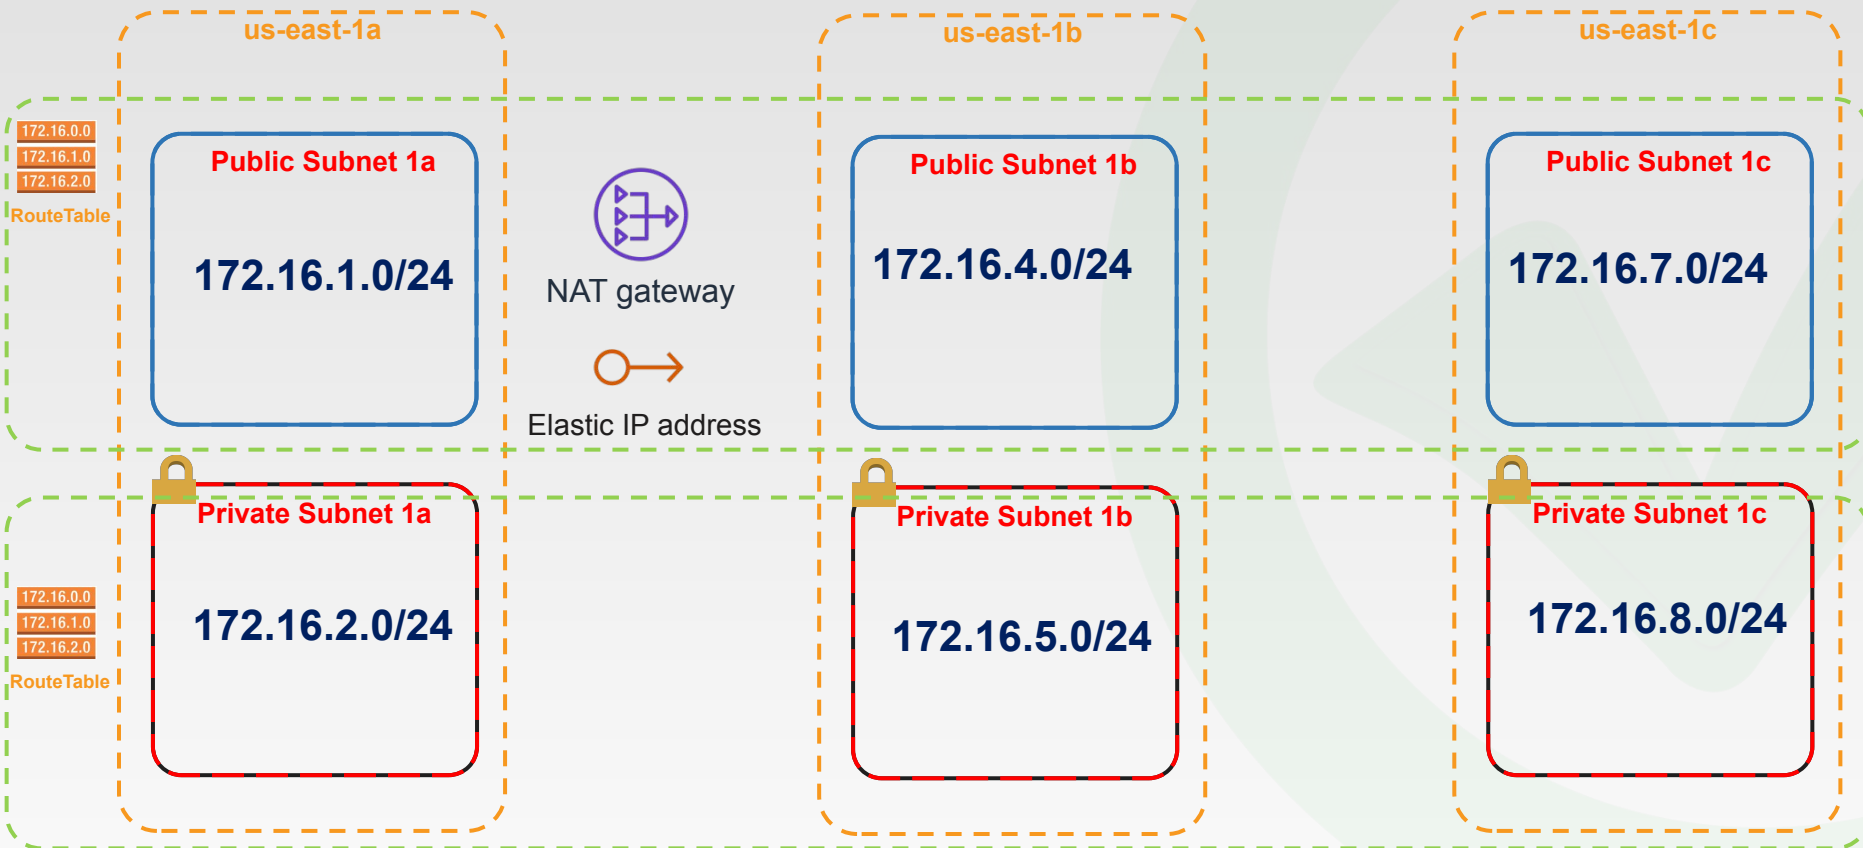 us-east-1a
us-east-1b
us-east-1c
172.16.0.0
172.16.1.0
172.16.2.0
RouteTable
Public Subnet 1a
172.16.1.0/24
NAT gateway
Elastic IP address
Public Subnet 1b
172.16.4.0/24
Public Subnet 1c
172.16.7.0/24
172.16.0.0
172.16.1.0
172.16.2.0
RouteTable
Private Subnet 1a
172.16.2.0/24
Private Subnet 1b
172.16.5.0/24
Private Subnet 1c
172.16.8.0/24